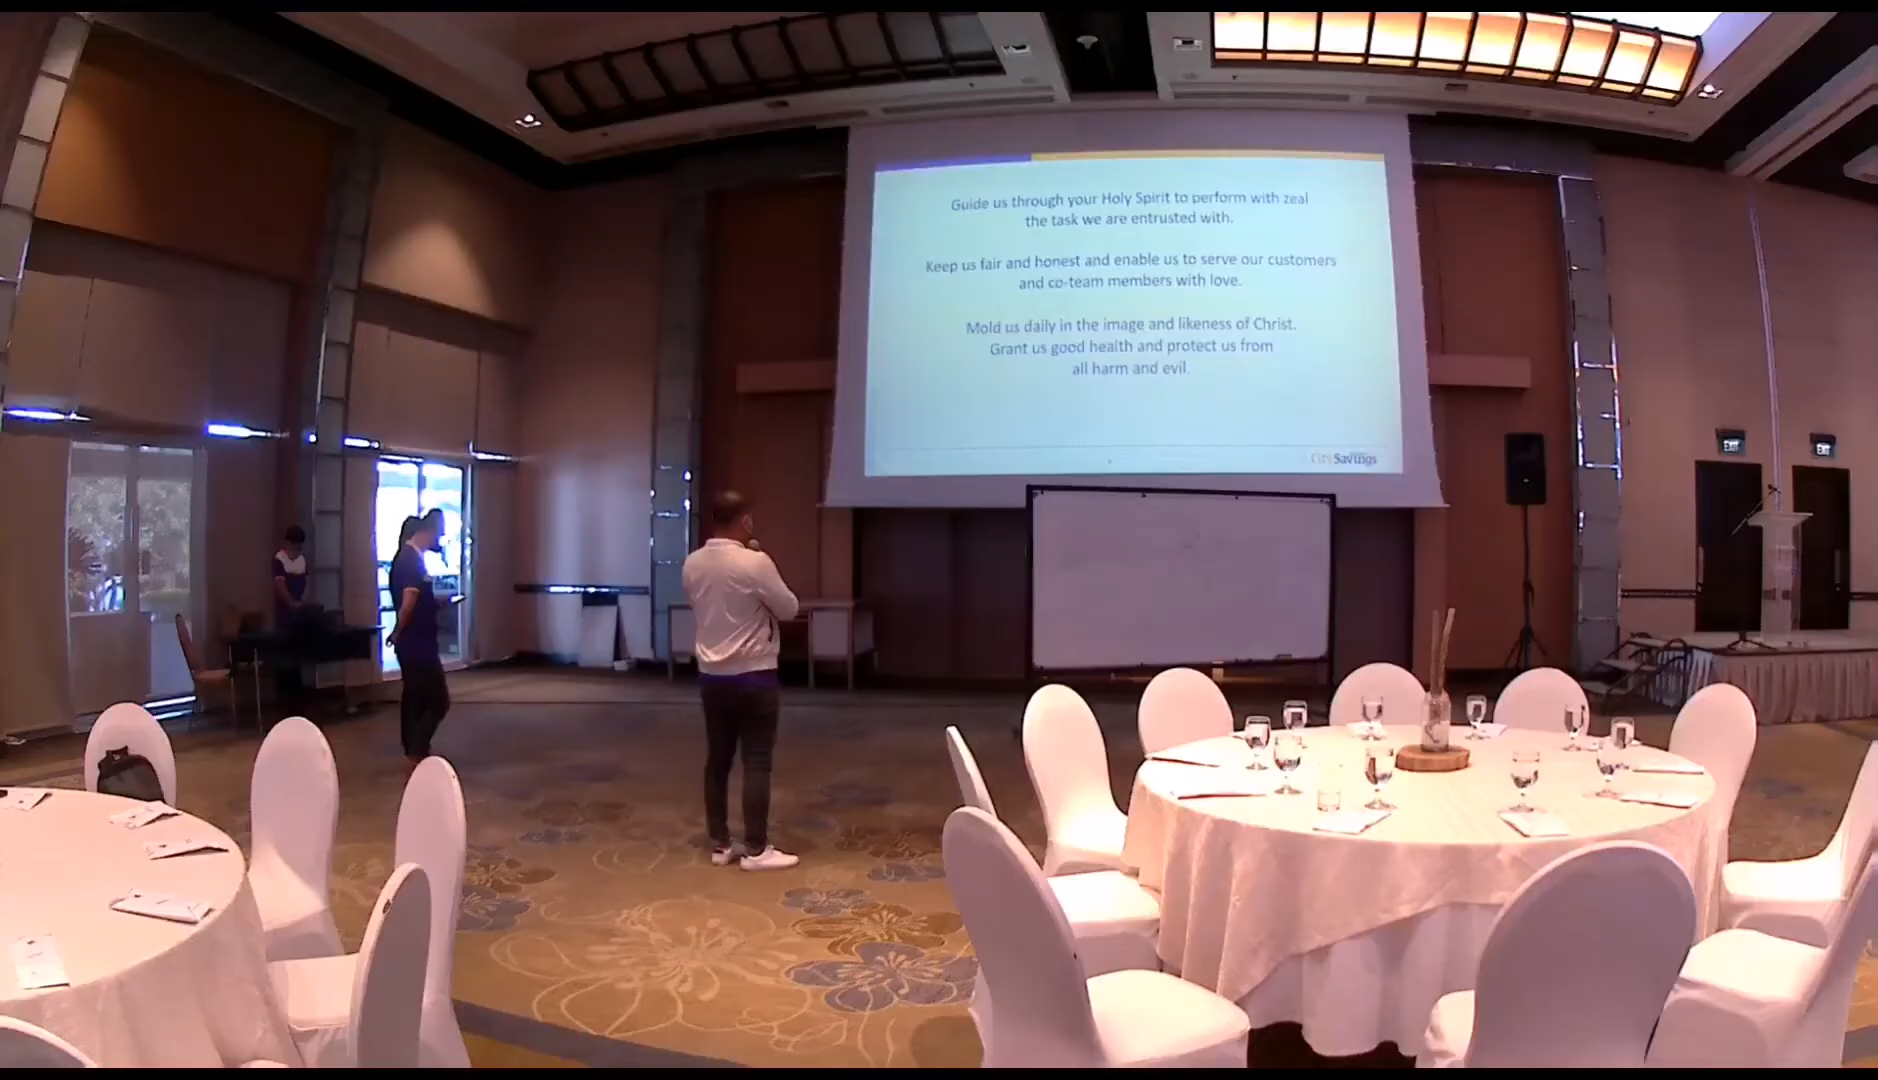 Guide us through your Holy Spirit to perform with zeal
the task we are entrusted with.
Keep us fair and honest and enable us to serve our customers
and co-team members with love.
Mold us daily in the image and likeness of Christ.
Grant us good health and protect us from
all harm and evil.
CitySavings
EXIT
EXIT